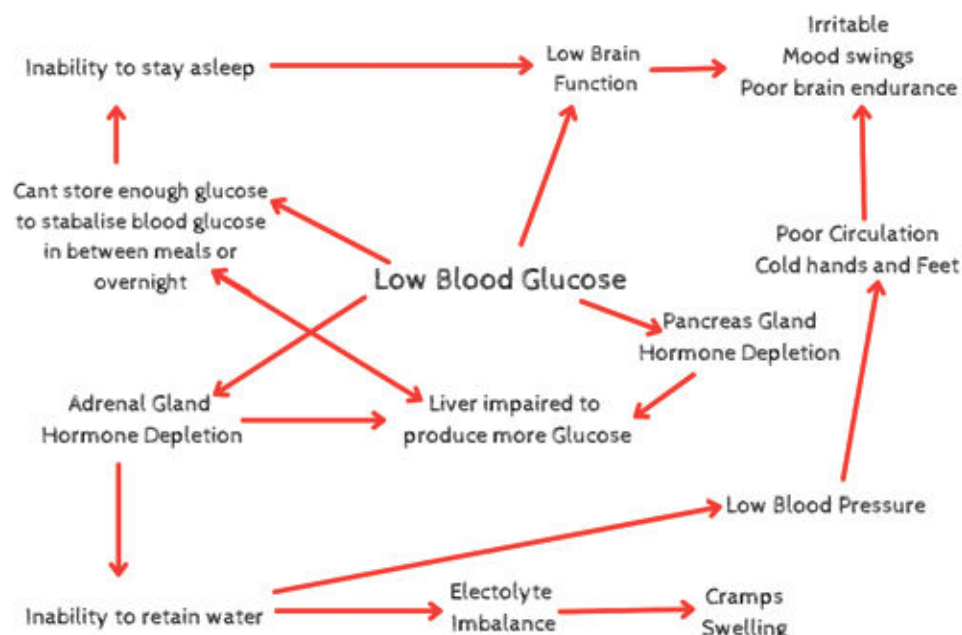 Irritable
Mood swings
Poor brain endurance
Inability to stay asleep
Low Brain
Function
Cant store enough glucose
to stabalise blood glucose
in between meals or
overnight
Low Blood Glucose
Poor Circulation
Cold hands and Feet
Pancreas Gland
Hormone Depletion
Adrenal Gland
Hormone Depletion
Liver impaired to
produce more Glucose
Low Blood Pressure
Inability to retain water
Electolyte
Imbalance
Cramps
Swelling